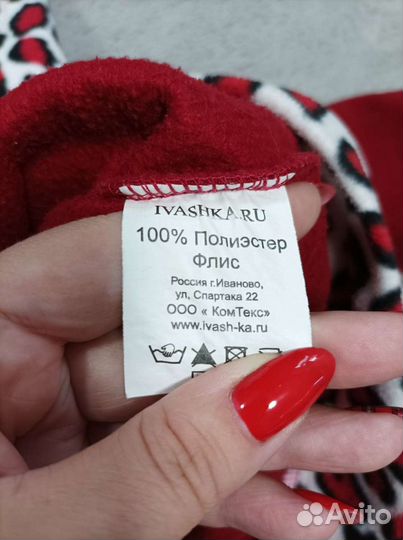 IVASHKA.RU
100% Полиэстер
Флис
Россия г.Иваново,
ул, Спартака 22
ООО « КомТекс»
www.ivash-ka.ru
Avito